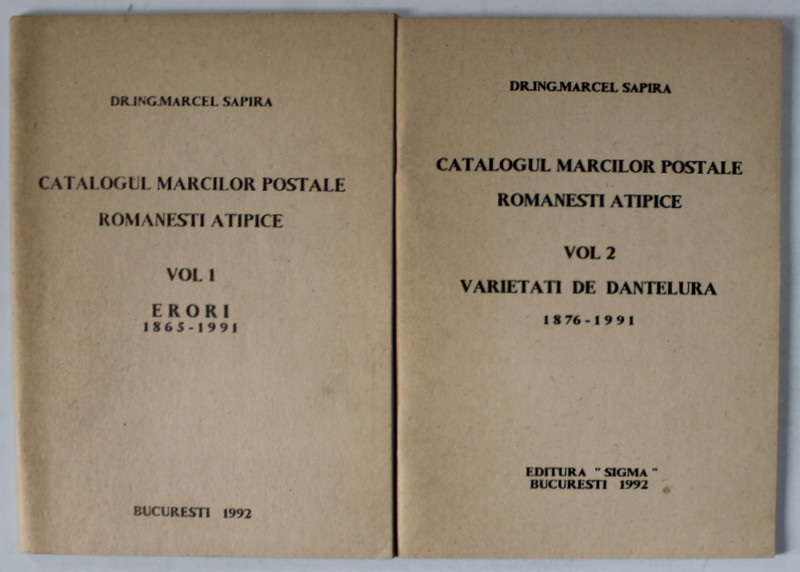 DR.ING.MARCEL SAPIRA
CATALOGUL MARCILOR POSTALE
ROMANESTI ATIPICE
VOL 1
ERORI
1865-1991
BUCURESTI 1992
DR.ING.MARCEL SAPIRA
CATALOGUL MARCILOR POSTALE
ROMANESTI ATIPICE
VOL 2
VARIETATI DE DANTELURA
1876-1991
EDITURA "SIGMA"
BUCURESTI 1992